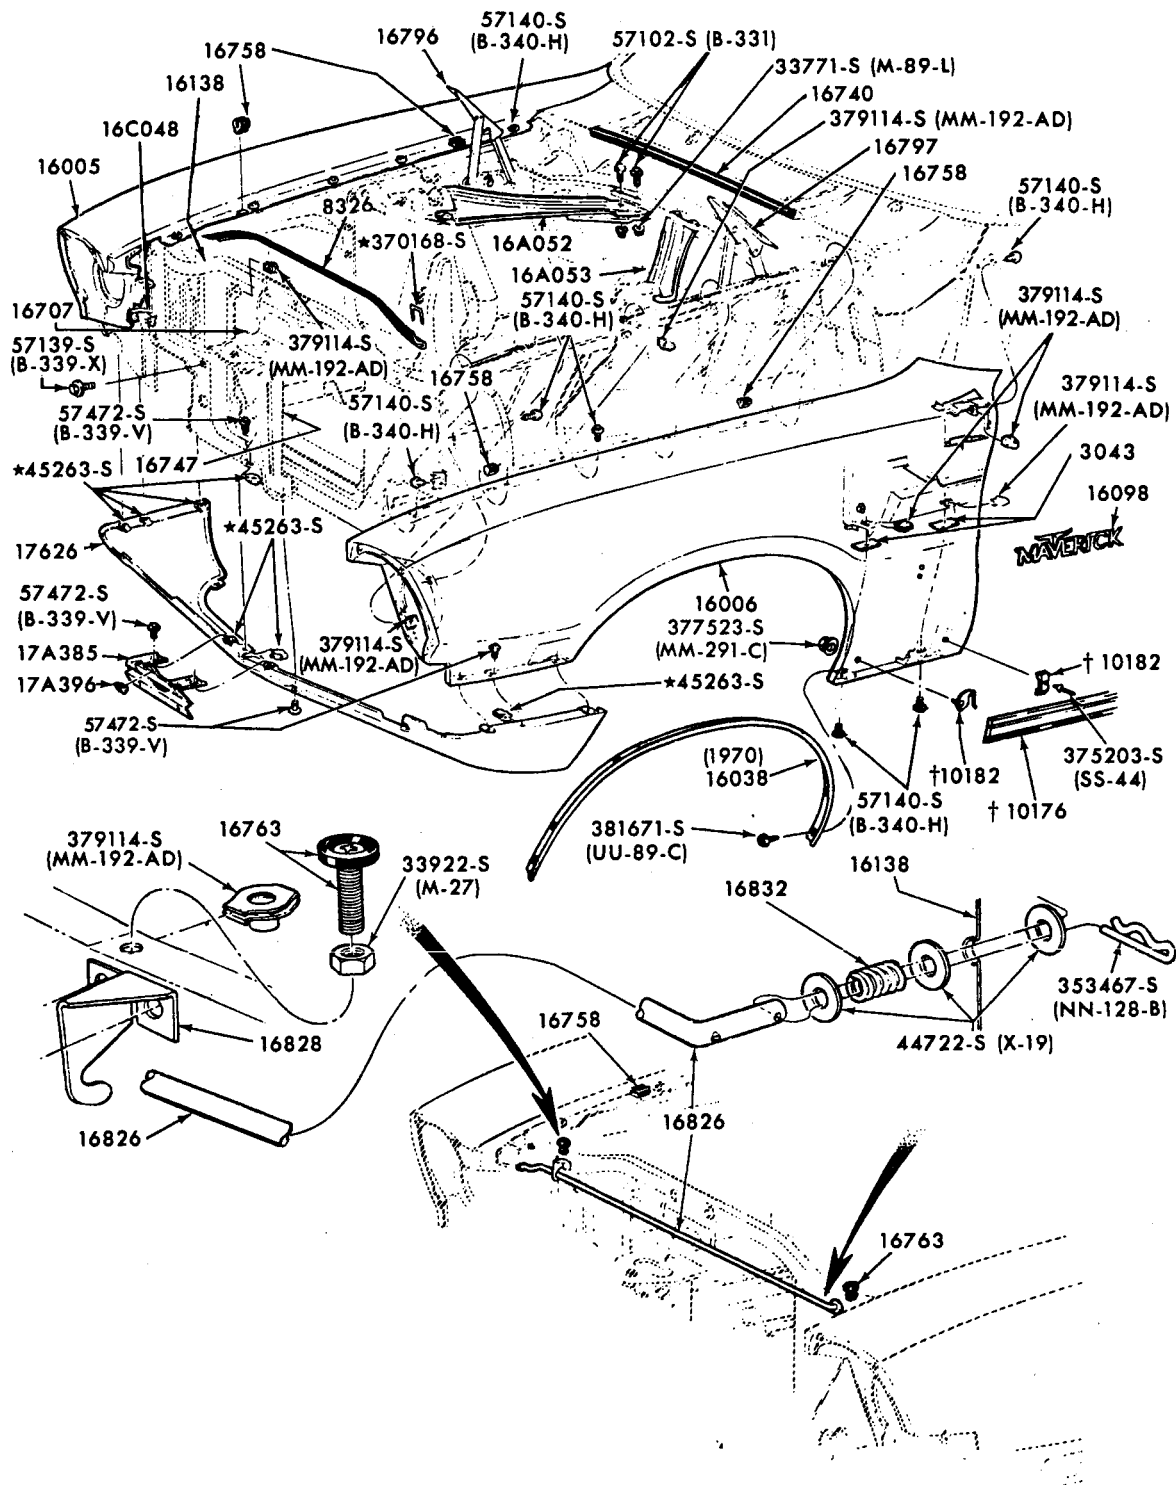 57140-S
(B-340-H)
16796
57102-S (B-331)
16758
33771-S (M-89-L)
16138
16740
16C048
379114-S (MM-192-AD)
16797
16005
16758
57140-S
(B-340-H)
8326
★370168-S
16A052
16A053
57140-S
(B-340-H)
379114-S
(MM-192-AD)
16707
57139-S
(B-339-X)
379114-S
(MM-192-AD)
16758
379114-S
(MM-192-AD)
57472-S
(B-339-V)
57140-S
(B-340-H)
3043
★45263-S
16747
16098
★45263-S
MAVERICK
17626
57472-S
(B-339-V)
16006
377523-S
(MM-291-C)
379114-S
(MM-192-AD)
17A385
† 10182
★45263-S
17A396
57472-S
(B-339-V)
(1970)
16038
†10182
375203-S
(SS-44)
† 10176
57140-S
(B-340-H)
381671-S
(UU-89-C)
379114-S
(MM-192-AD)
16763
33922-S
(M-27)
16138
16832
353467-S
(NN-128-B)
16828
16758
44722-S (X-19)
16826
16826
16763